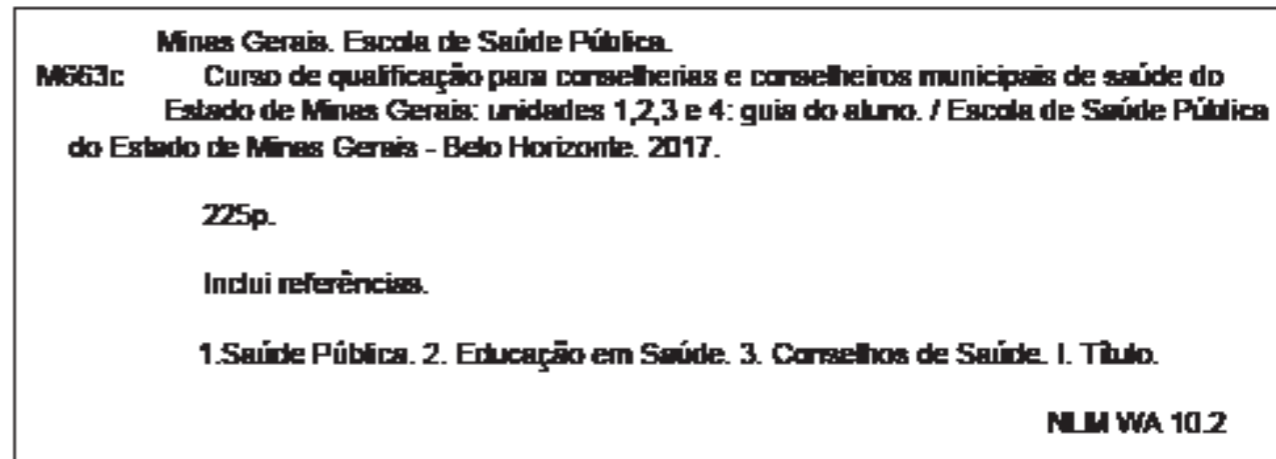 Minas Gerais. Escola de Saúde Pública.
M663c Curso de qualificação para conselherias e conselheiros municipais de saúde do
Estado de Minas Gerais: unidades 1,2,3 e 4: guia do aluno. / Escola de Saúde Pública
do Estado de Minas Gerais - Belo Horizonte. 2017.
225p.
Inclui referências.
1.Saúde Pública. 2. Educação em Saúde. 3. Conselhos de Saúde. I. Título.
NLM WA 10.2